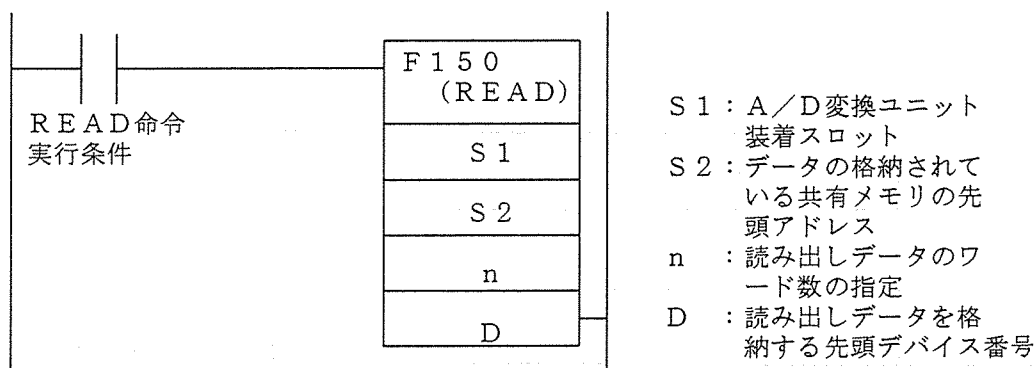 F150
(READ)
S1
S2
n
D
READ命令
実行条件
S1：A／D変換ユニット
装着スロット
S2：データの格納されて
いる共有メモリの先
頭アドレス
n　：読み出しデータのワ
ード数の指定
D　：読み出しデータを格
納する先頭デバイス番号